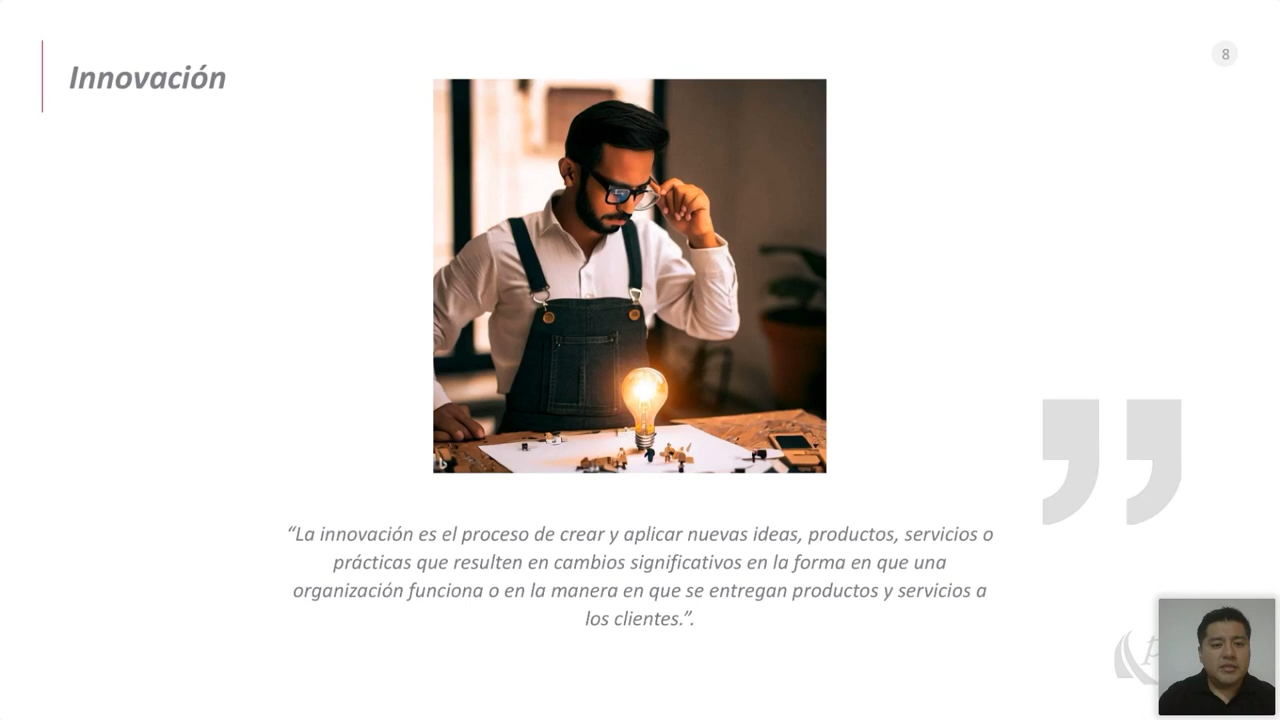 Innovación
8
“La innovación es el proceso de crear y aplicar nuevas ideas, productos, servicios o
prácticas que resulten en cambios significativos en la forma en que una
organización funciona o en la manera en que se entregan productos y servicios a
los clientes.”.